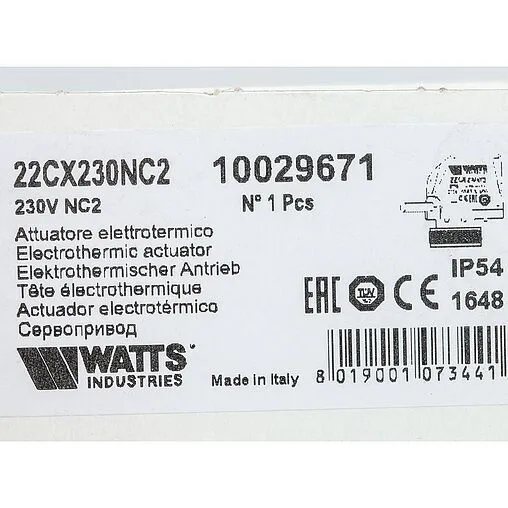 22CX230NC2 10029671
230V NC2 N° 1 Pcs
Attuatore elettrotermico
Electrothermic actuator
Elektrothermischer Antrieb
Tête électrothermique
Actuador electrotérmico
Сервопривод
IP54
EAC TÜV CE 1648
WATTS
INDUSTRIES
Made in Italy
8 019001 073441